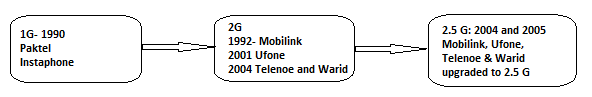 1G- 1990
Paktel
Instaphone
2G
1992- Mobilink
2001 Ufone
2004 Telenoe and Warid
2.5 G: 2004 and 2005
Mobilink, Ufone,
Telenoe & Warid
upgraded to 2.5 G